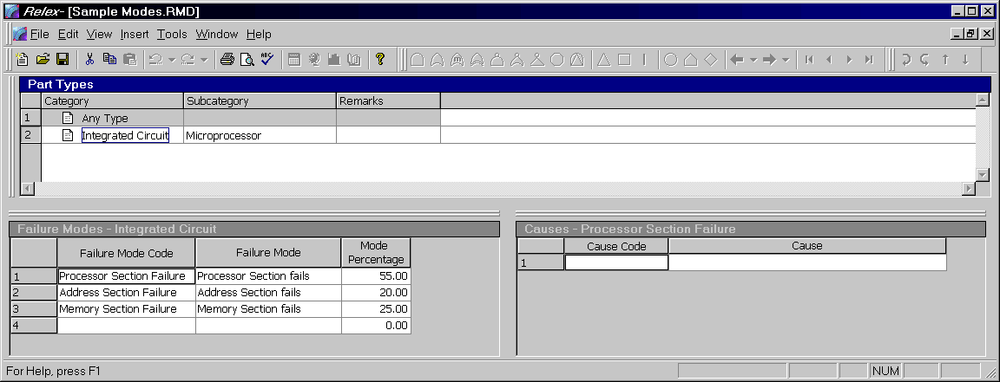 Relex - [Sample Modes.RMD]
File Edit View Insert Tools Window Help
ABC ?
Part Types
Category Subcategory Remarks
1 Any Type
2 Integrated Circuit Microprocessor
Failure Modes - Integrated Circuit
Failure Mode Code Failure Mode Mode Percentage
1 Processor Section Failure Processor Section fails 55.00
2 Address Section Failure Address Section fails 20.00
3 Memory Section Failure Memory Section fails 25.00
4 0.00
Causes - Processor Section Failure
Cause Code Cause
1
For Help, press F1 NUM